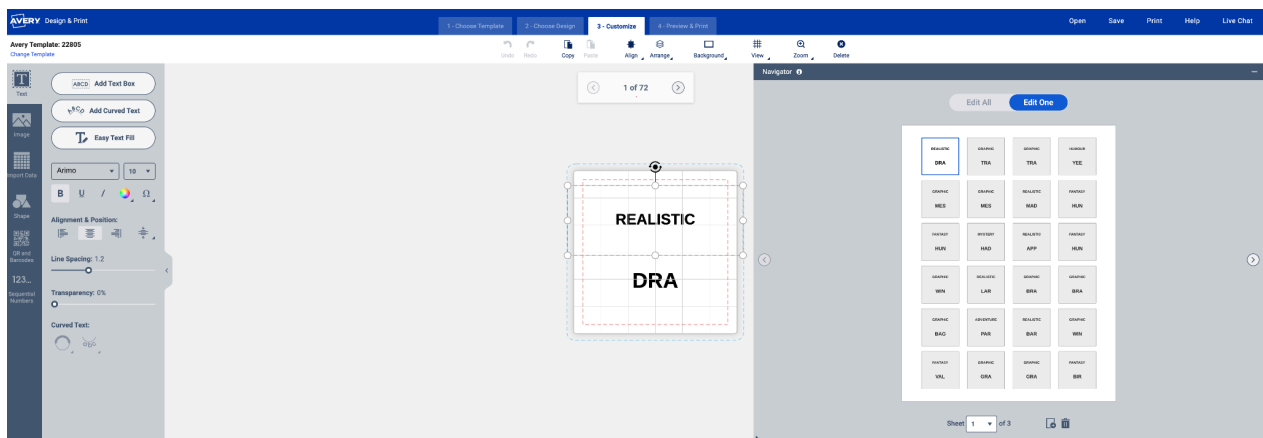 AVERY Design & Print
1 - Choose Template
2 - Choose Design
3 - Customize
4 - Preview & Print
Open
Save
Print
Help
Live Chat
Avery Template: 22805
Change Template
Undo
Redo
Copy
Paste
Align
Arrange
Background
View
Zoom
Delete
Text
Image
Import Data
Shape
QR and
Barcodes
123...
Sequential
Numbers
ABCD Add Text Box
ABCD Add Curved Text
Easy Text Fill
Arimo
10
B U / Ω
Alignment & Position:
Line Spacing: 1.2
Transparency: 0%
Curved Text:
1 of 72
REALISTIC
DRA
Navigator
Edit All
Edit One
REALISTIC GRAPHIC GRAPHIC HUMOUR
DRA TRA TRA YEE
GRAPHIC GRAPHIC REALISTIC FANTASY
MES MES MAD HUN
FANTASY MYSTERY REALISTIC FANTASY
HUN HAD APP HUN
GRAPHIC REALISTIC GRAPHIC GRAPHIC
WIN LAR BRA BRA
GRAPHIC ADVENTURE REALISTIC GRAPHIC
BAG PAR BAR WIN
FANTASY GRAPHIC GRAPHIC FANTASY
VAL GRA GRA BIR
Sheet 1 of 3